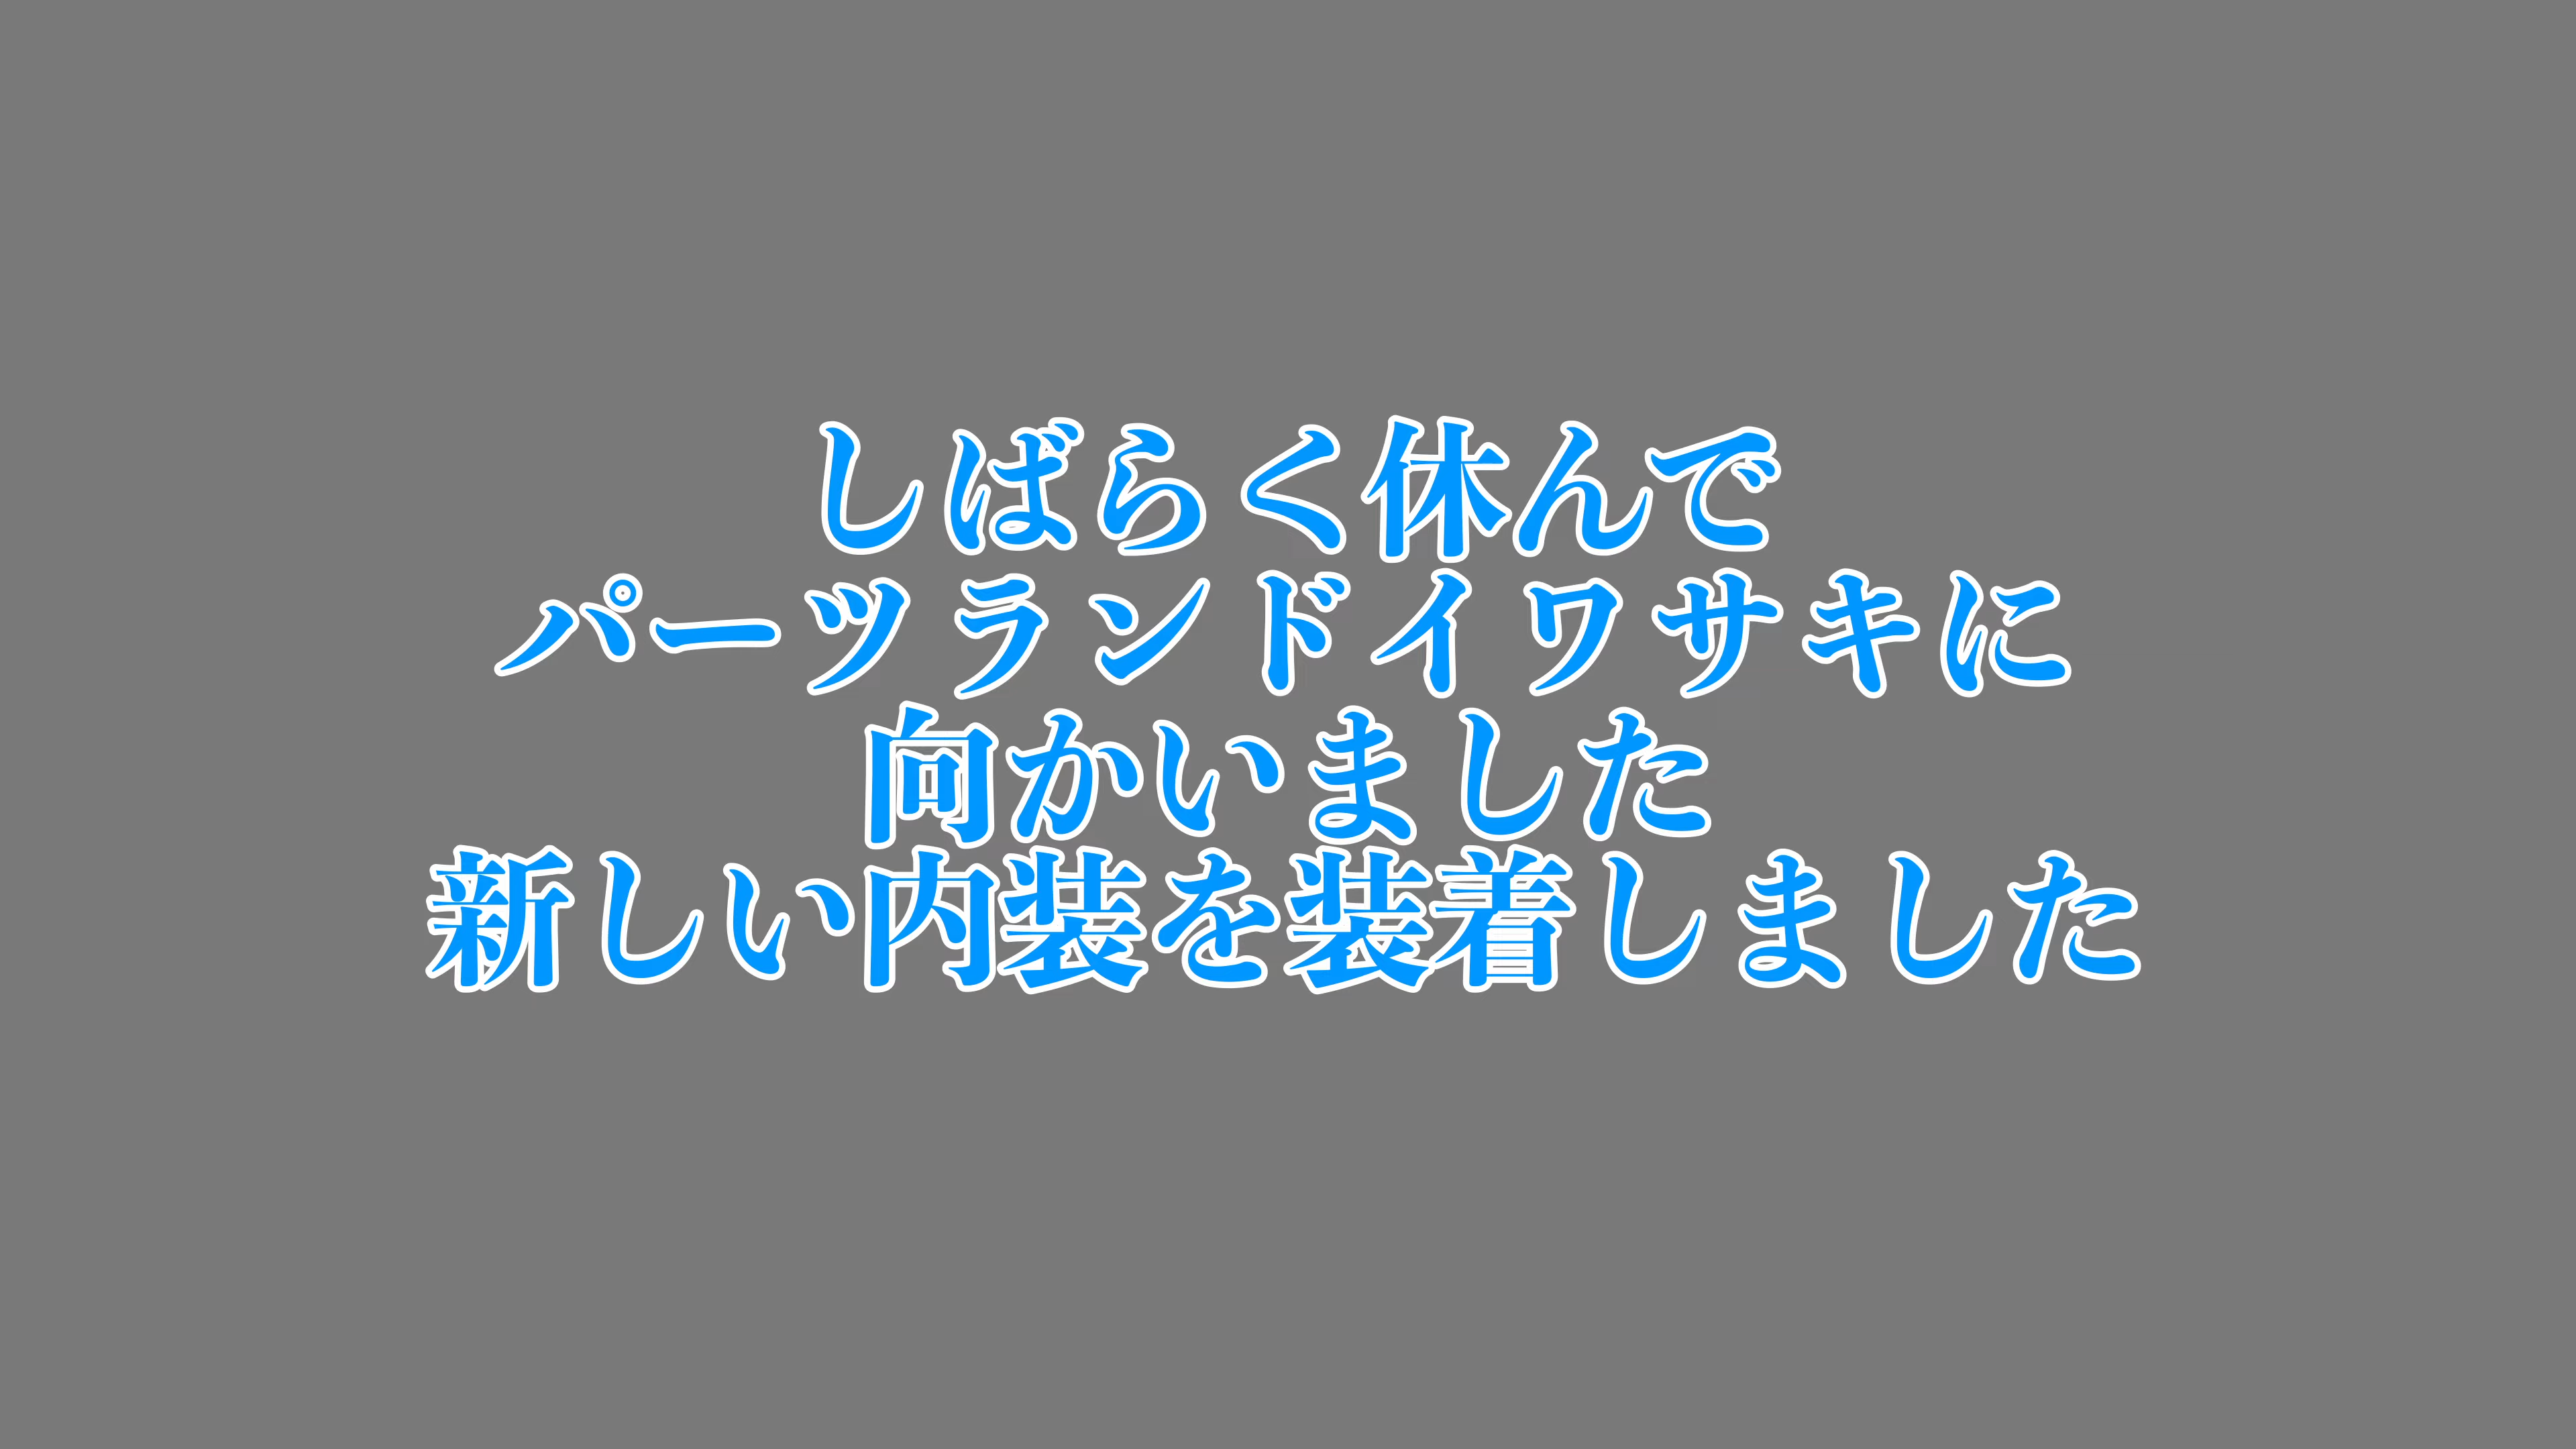 しばらく休んで
パーツランドイワサキに
向かいました
新しい内装を装着しました